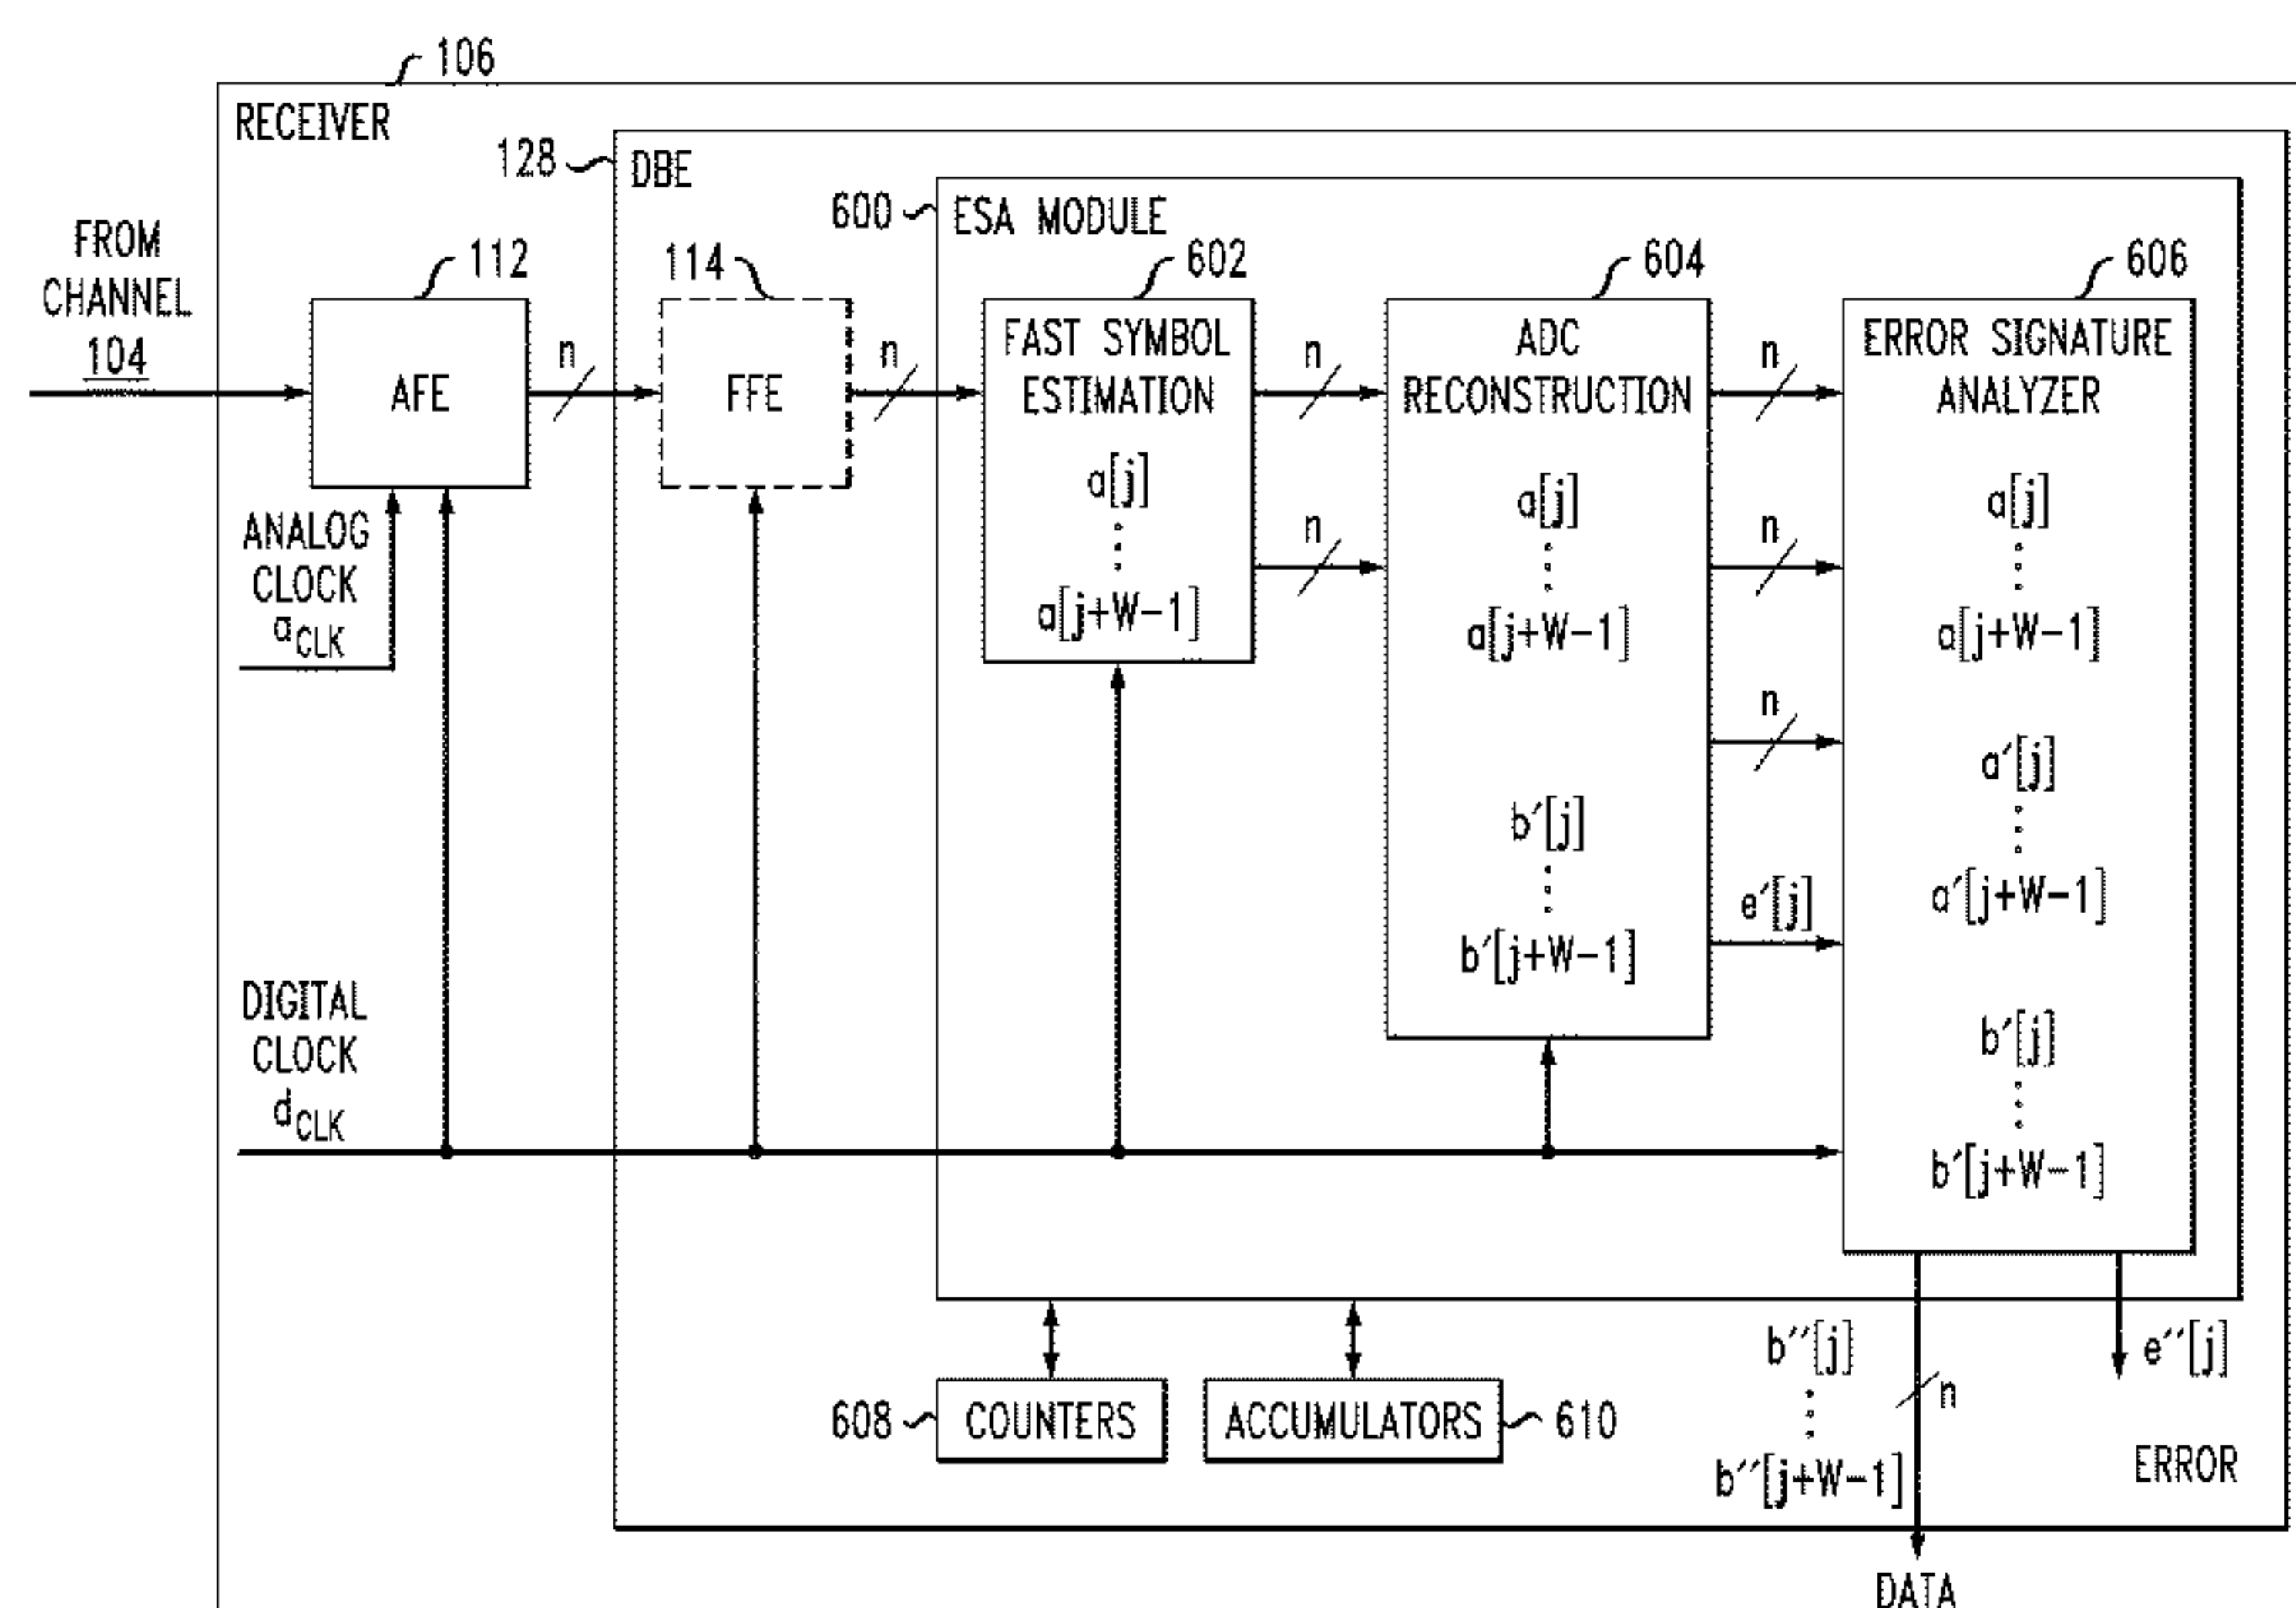 106
RECEIVER
128
DBE
600
ESA MODULE
FROM
CHANNEL
104
112
AFE
n
114
FFE
n
602
FAST SYMBOL
ESTIMATION
a[j]
a[j+W-1]
n
n
604
ADC
RECONSTRUCTION
a[j]
a[j+W-1]
b′[j]
b′[j+W-1]
n
n
n
e′[j]
606
ERROR SIGNATURE
ANALYZER
a[j]
a[j+W-1]
a′[j]
a′[j+W-1]
b′[j]
b′[j+W-1]
ANALOG
CLOCK
aCLK
DIGITAL
CLOCK
dCLK
608
COUNTERS
ACCUMULATORS
610
b′′[j]
b′′[j+W-1]
n
e′′[j]
ERROR
DATA